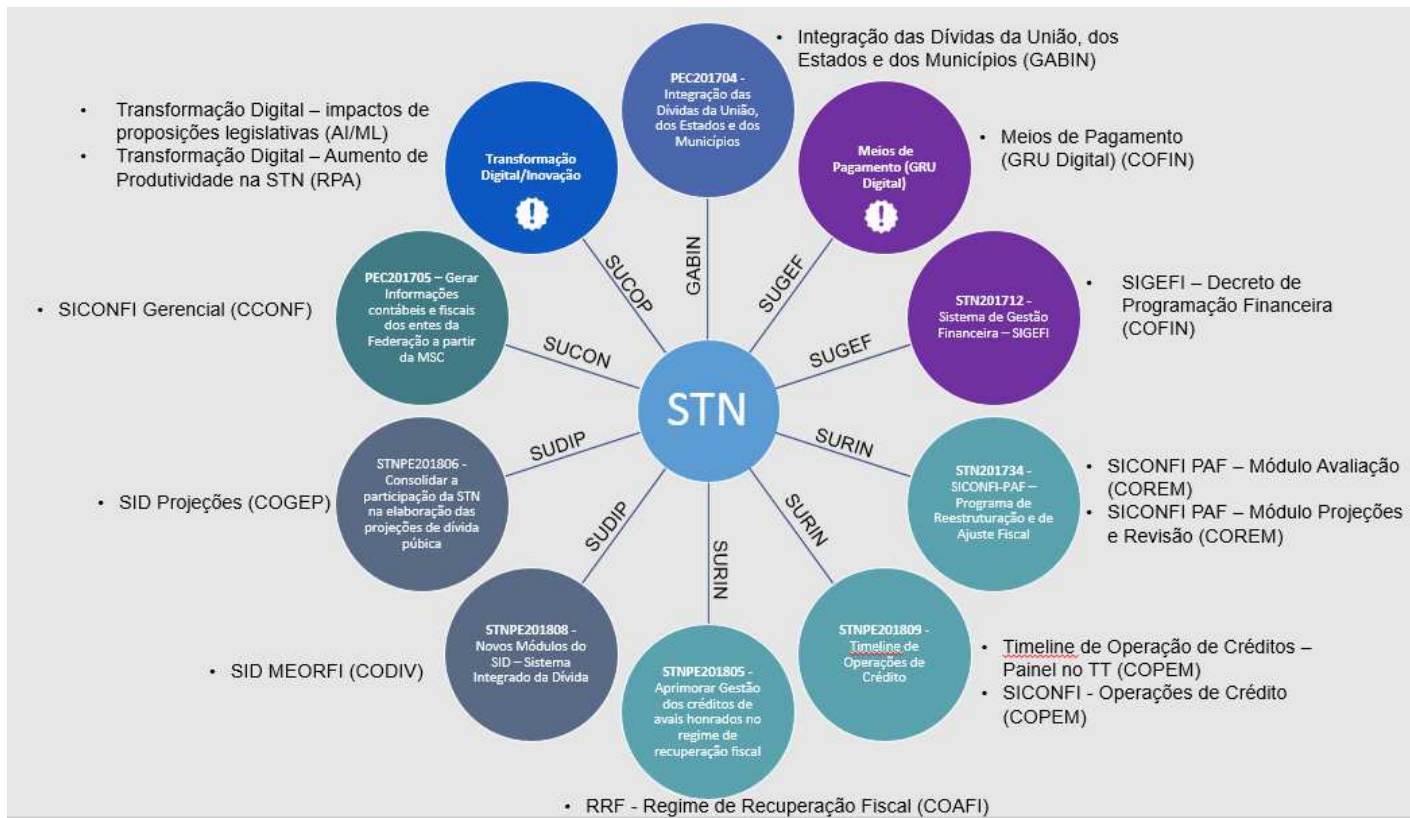 • Integração das Dívidas da União, dos
Estados e dos Municípios (GABIN)
PEC201704 -
Integração das
Dívidas da União,
dos Estados e dos
Municípios
• Transformação Digital – impactos de
proposições legislativas (AI/ML)
• Transformação Digital – Aumento de
Produtividade na STN (RPA)
Transformação
Digital/Inovação
!
Meios de
Pagamento (GRU
Digital)
!
• Meios de Pagamento
(GRU Digital) (COFIN)
SUCOP
GABIN
SUGEF
• SICONFI Gerencial (CCONF)
PEC201705 – Gerar
Informações
contábeis e fiscais
dos entes da
Federação a partir
da MSC
SUCON
SUGEF
STN201712 -
Sistema de Gestão
Financeira – SIGEFI
• SIGEFI – Decreto de
Programação Financeira
(COFIN)
STN
• SID Projeções (COGEP)
STNPE201806 -
Consolidar a
participação da STN
na elaboração das
projeções de dívida
púbica
SUDIP
SURIN
STN201734 -
SICONFI-PAF –
Programa de
Reestruturação e de
Ajuste Fiscal
• SICONFI PAF – Módulo Avaliação
(COREM)
• SICONFI PAF – Módulo Projeções
e Revisão (COREM)
SUDIP
SURIN
SURIN
• SID MEORFI (CODIV)
STNPE201808 -
Novos Módulos do
SID – Sistema
Integrado da Dívida
STNPE201805 -
Aprimorar Gestão
dos créditos de
avais honrados no
regime de
recuperação fiscal
STNPE201809 -
Timeline de
Operações de
Crédito
• Timeline de Operação de Créditos –
Painel no TT (COPEM)
• SICONFI - Operações de Crédito
(COPEM)
• RRF - Regime de Recuperação Fiscal (COAFI)